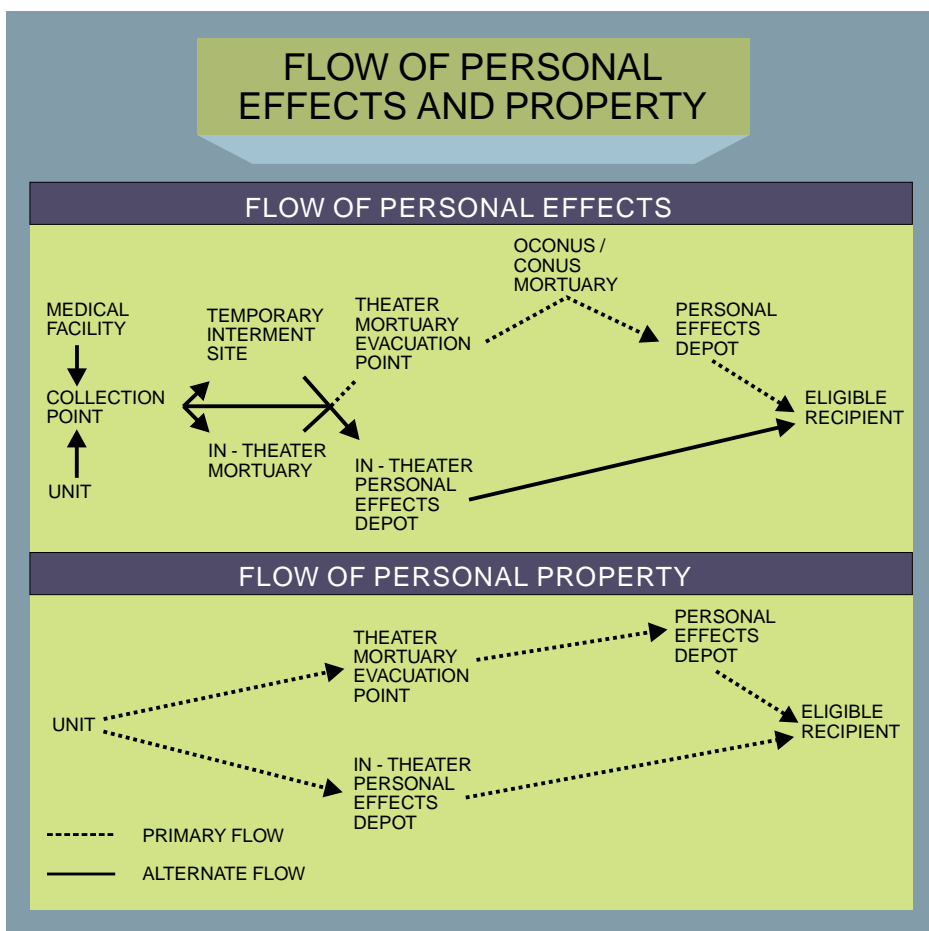 FLOW OF PERSONAL
EFFECTS AND PROPERTY
FLOW OF PERSONAL EFFECTS
MEDICAL
FACILITY
COLLECTION
POINT
UNIT
TEMPORARY
INTERMENT
SITE
IN - THEATER
MORTUARY
THEATER
MORTUARY
EVACUATION
POINT
IN - THEATER
PERSONAL
EFFECTS
DEPOT
OCONUS /
CONUS
MORTUARY
PERSONAL
EFFECTS
DEPOT
ELIGIBLE
RECIPIENT
FLOW OF PERSONAL PROPERTY
UNIT
THEATER
MORTUARY
EVACUATION
POINT
IN - THEATER
PERSONAL
EFFECTS
DEPOT
PERSONAL
EFFECTS
DEPOT
ELIGIBLE
RECIPIENT
PRIMARY FLOW
ALTERNATE FLOW